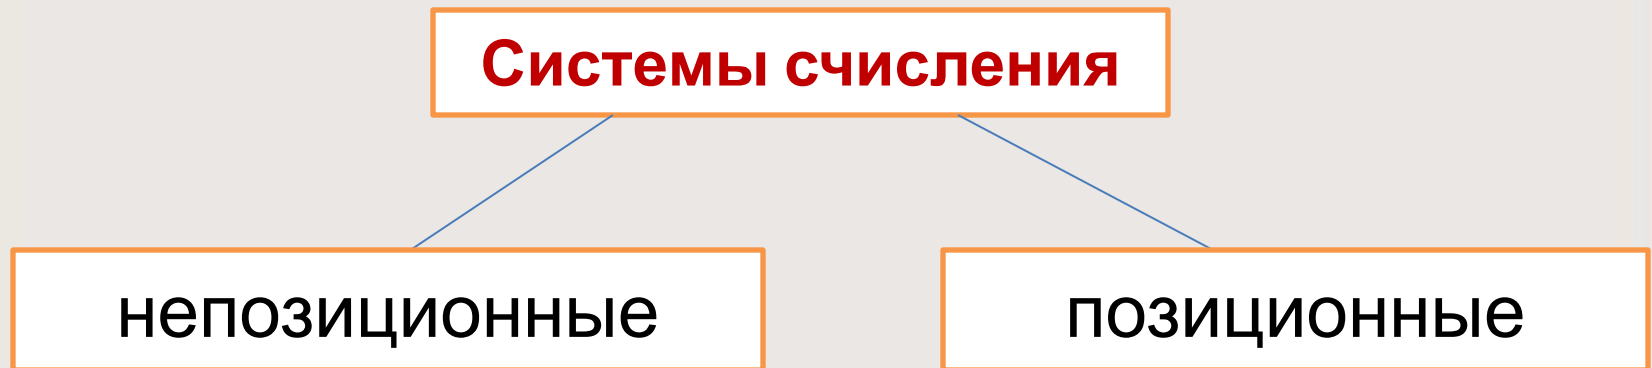 Системы счисления
непозиционные
позиционные